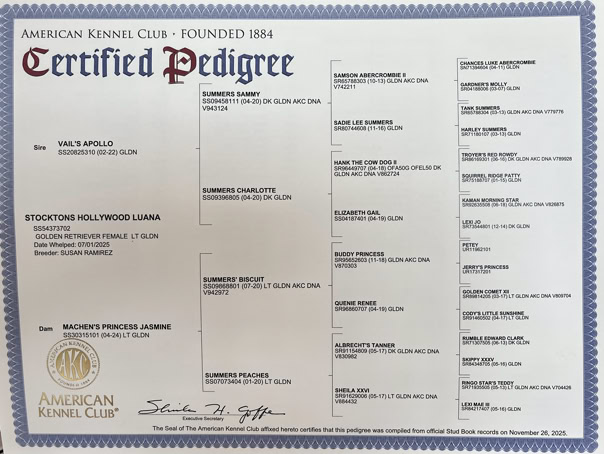 AMERICAN KENNEL CLUB · FOUNDED 1884
Certified Pedigree
Sire
VAIL'S APOLLO
SS20825310 (02-22) GLDN
STOCKTONS HOLLYWOOD LUANA
SS54373702
GOLDEN RETRIEVER FEMALE LT GLDN
Date Whelped: 07/01/2025
Breeder: SUSAN RAMIREZ
Dam
MACHEN'S PRINCESS JASMINE
SS30315101 (04-24) LT GLDN
SUMMERS SAMMY
SS09458111 (04-20) DK GLDN AKC DNA
V943124
SUMMERS CHARLOTTE
SS09396805 (04-20) DK GLDN
SUMMERS' BISCUIT
SS09868801 (07-20) LT GLDN AKC DNA
V942972
SUMMERS PEACHES
SS07073404 (01-20) LT GLDN
SAMSON ABERCROMBIE II
SR65788303 (10-13) GLDN AKC DNA
V742211
SADIE LEE SUMMERS
SR80744608 (11-16) GLDN
HANK THE COW DOG II
SR96449707 (04-18) OFA50G OFEL50 DK
GLDN AKC DNA V862724
ELIZABETH GAIL
SS04187401 (04-19) GLDN
BUDDY PRINCESS
SR95652603 (11-18) GLDN AKC DNA
V870303
QUENIE RENEE
SR96860707 (04-19) GLDN
ALBRECHT'S TANNER
SR91154809 (05-17) DK GLDN AKC DNA
V830982
SHEILA XXVI
SR91629006 (05-17) LT GLDN AKC DNA
V884432
CHANCES LUKE ABERCROMBIE
SN71394604 (04-11) GLDN
GARDNER'S MOLLY
SR04188006 (03-07) GLDN
TANK SUMMERS
SR65788304 (03-13) GLDN AKC DNA V779776
HARLEY SUMMERS
SR71180107 (03-13) GLDN
TROYER'S RED ROWDY
SR86169301 (06-16) DK GLDN AKC DNA V789928
SQUIRREL RIDGE PATTY
SR75166707 (01-15) GLDN
KAMAN MORNING STAR
SR92635508 (06-18) GLDN AKC DNA V826875
LEXI JO
SR73544801 (12-14) DK GLDN
PETEY
UR11862101
JERRY'S PRINCESS
UR17317201
GOLDEN COMET XII
SR89814205 (03-17) LT GLDN AKC DNA V809704
CODY'S LITTLE SUNSHINE
SR91460502 (04-17) LT GLDN
RUMBLE EDWARD CLARK
SR71307505 (06-13) DK GLDN
SKIPPY XXXV
SR84348705 (05-16) GLDN
RINGO STAR'S TEDDY
SR71935505 (05-13) LT GLDN AKC DNA V704426
LEXI MAE III
SR84217407 (05-16) GLDN
AKC
AMERICAN
KENNEL CLUB®
Executive Secretary
The Seal of The American Kennel Club affixed hereto certifies that this pedigree was compiled from official Stud Book records on November 26, 2025.